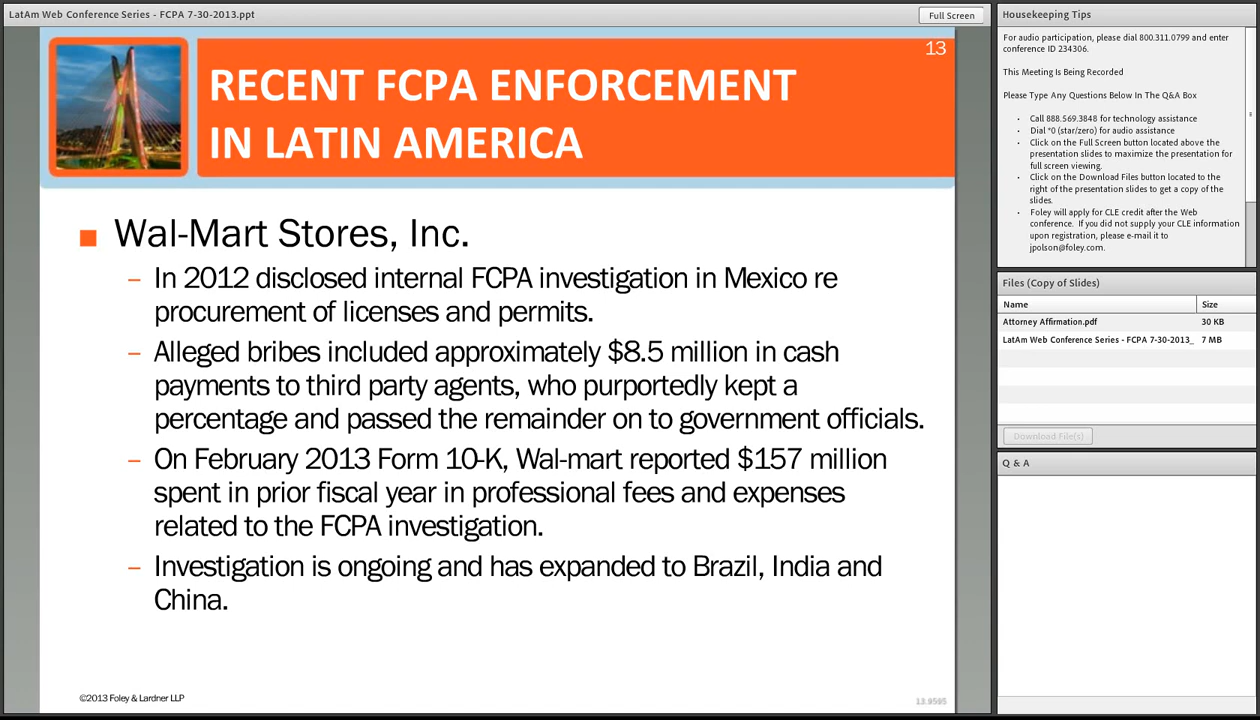 LatAm Web Conference Series - FCPA 7-30-2013.ppt
Full Screen
13
RECENT FCPA ENFORCEMENT
IN LATIN AMERICA
Wal-Mart Stores, Inc.
– In 2012 disclosed internal FCPA investigation in Mexico re
procurement of licenses and permits.
– Alleged bribes included approximately $8.5 million in cash
payments to third party agents, who purportedly kept a
percentage and passed the remainder on to government officials.
– On February 2013 Form 10-K, Wal-mart reported $157 million
spent in prior fiscal year in professional fees and expenses
related to the FCPA investigation.
– Investigation is ongoing and has expanded to Brazil, India and
China.
©2013 Foley & Lardner LLP
13.9595
Housekeeping Tips
For audio participation, please dial 800.311.0799 and enter
conference ID 234306.
This Meeting Is Being Recorded
Please Type Any Questions Below In The Q&A Box
• Call 888.569.3848 for technology assistance
• Dial *0 (star/zero) for audio assistance
• Click on the Full Screen button located above the
presentation slides to maximize the presentation for
full screen viewing.
• Click on the Download Files button located to the
right of the presentation slides to get a copy of the
slides.
• Foley will apply for CLE credit after the Web
conference. If you did not supply your CLE information
upon registration, please e-mail it to
jpolson@foley.com.
Files (Copy of Slides)
Name Size
Attorney Affirmation.pdf 30 KB
LatAm Web Conference Series - FCPA 7-30-2013_ 7 MB
Download File(s)
Q & A